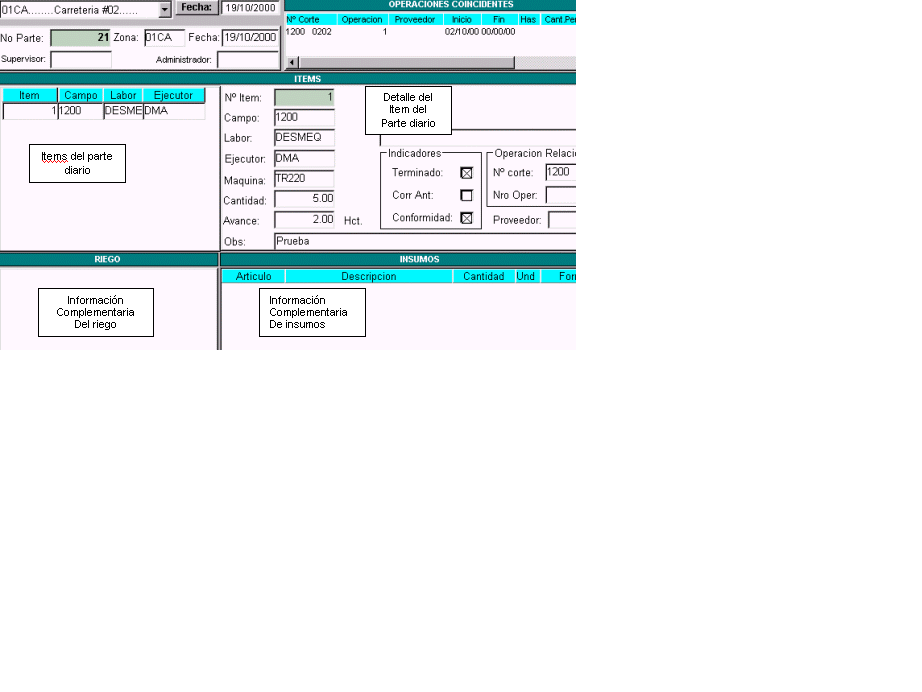 01CA........Carreteria #02......
Fecha:
19/10/2000
OPERACIONES COINCIDENTES
Nº Corte Operacion Proveedor Inicio Fin Has Cant.Pe
1200 0202 1 02/10/00 00/00/00
No Parte: 21 Zona: 01CA Fecha: 19/10/2000
Supervisor: Administrador:
ITEMS
Item Campo Labor Ejecutor
1 1200 DESME DMA
Items del parte
diario
Nº Item: 1
Campo: 1200
Labor: DESMEQ
Ejecutor: DMA
Maquina: TR220
Cantidad: 5.00
Avance: 2.00 Hct.
Obs: Prueba
Detalle del
Item del
Parte diario
Indicadores
Terminado:
Corr Ant:
Conformidad:
Operacion Relaci
Nº corte: 1200
Nro Oper:
Proveedor:
RIEGO
Información
Complementaria
Del riego
INSUMOS
Articulo Descripcion Cantidad Und For
Información
Complementaria
De insumos